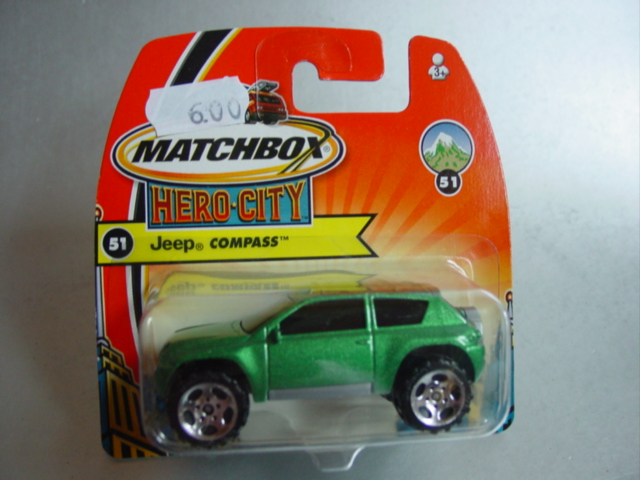 3+
6.00
MATCHBOX®
51
HERO-CITY
51 Jeep® COMPASS™